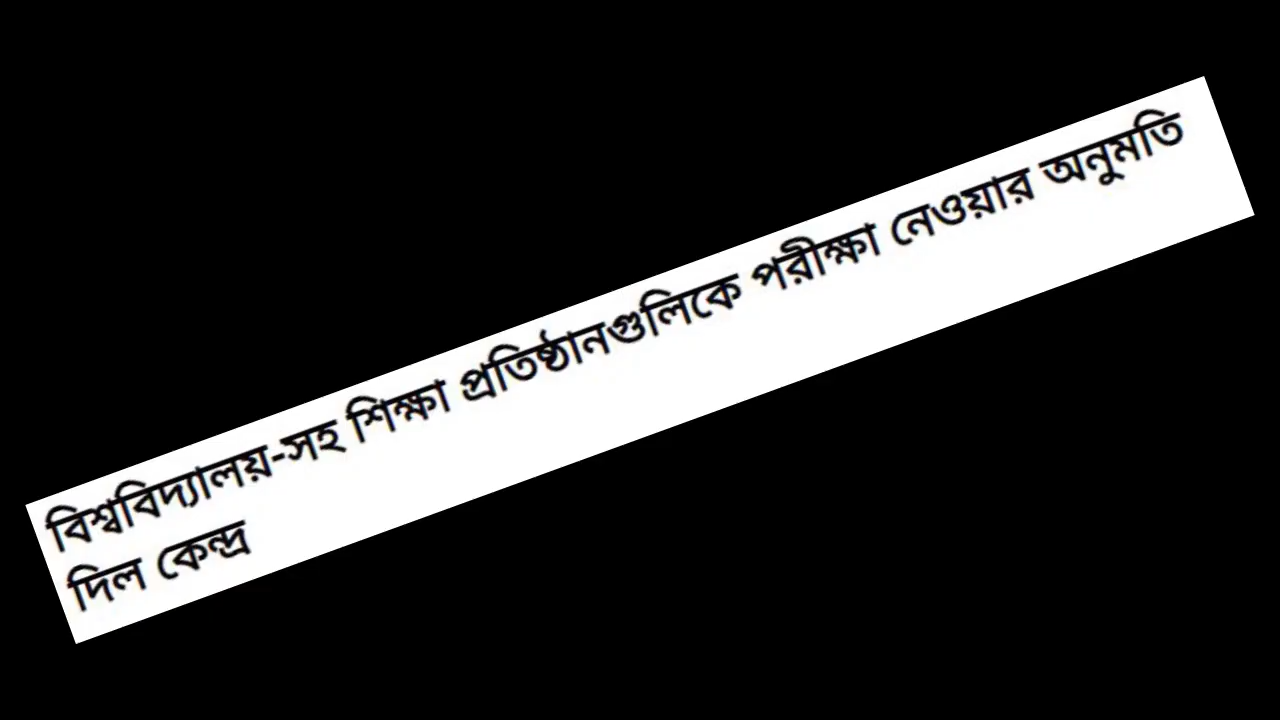 বিশ্ববিদ্যালয়-সহ শিক্ষা প্রতিষ্ঠানগুলিকে পরীক্ষা নেওয়ার অনুমতি
দিল কেন্দ্র